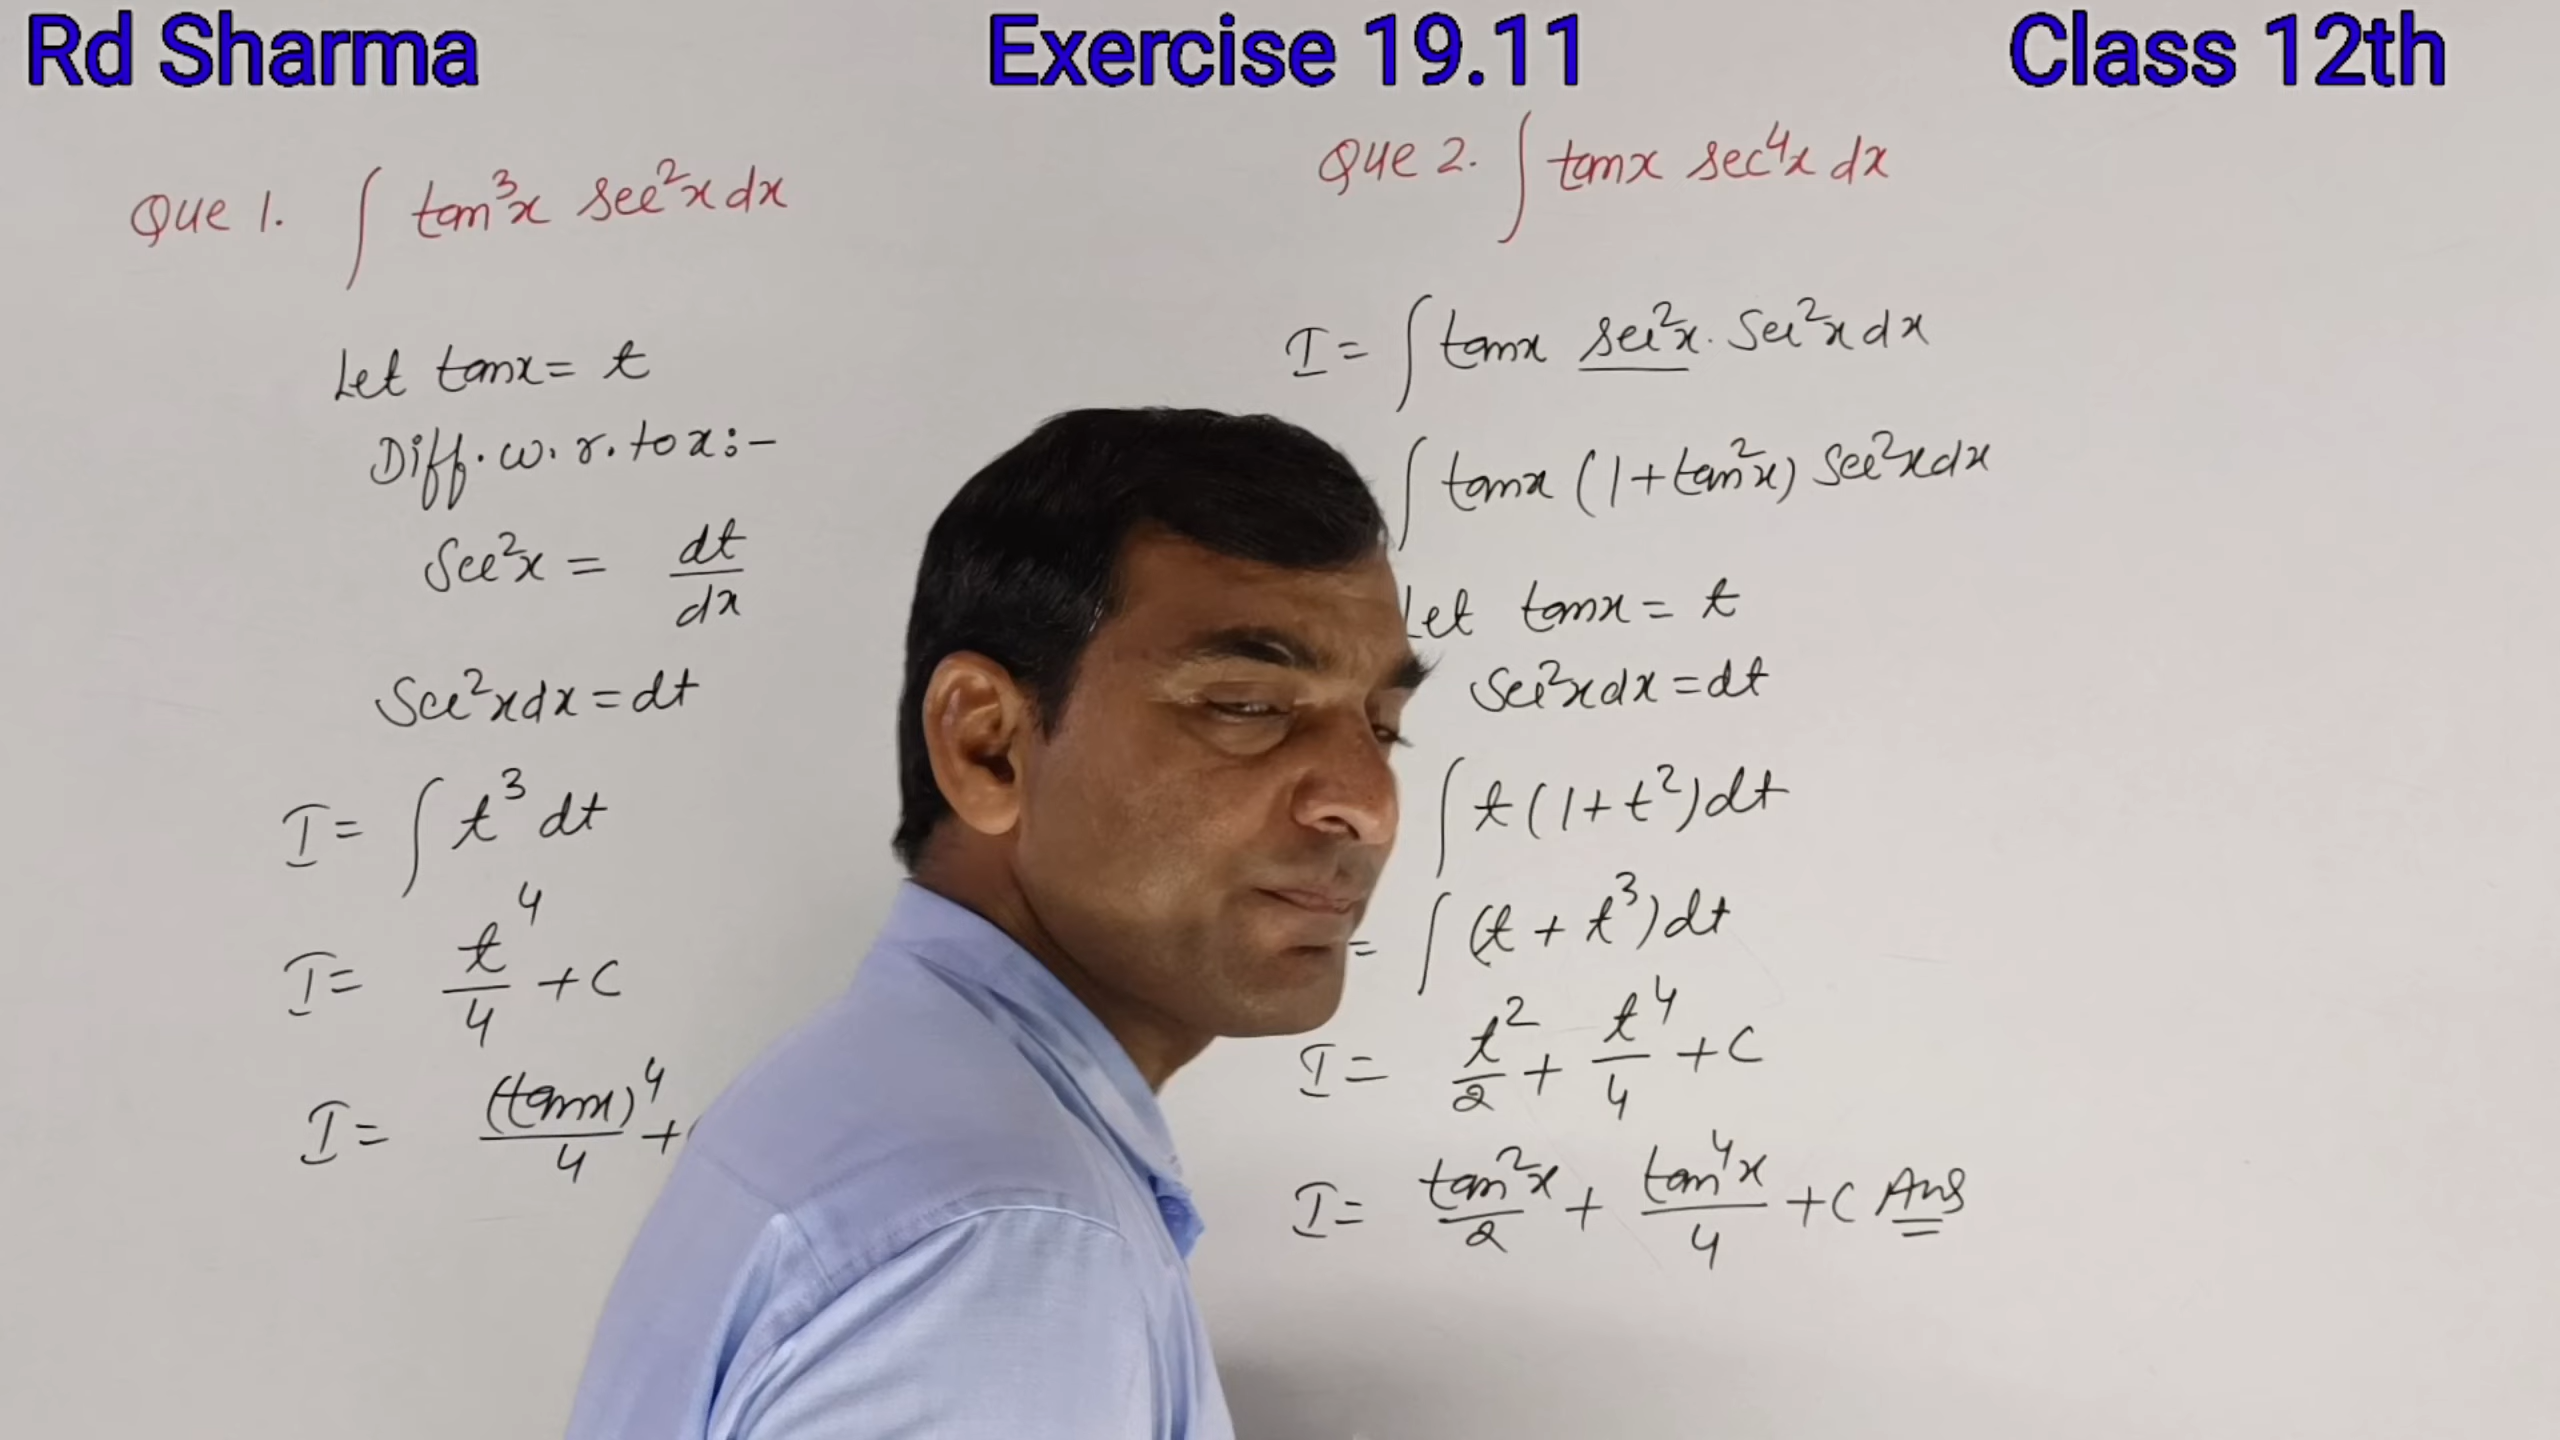 Rd Sharma Exercise 19.11 Class 12th
Que 1. ∫ tan³x sec²x dx
Let tanx = t
Diff. w. r. to x:-
Sec²x = dt/dx
Sec²x dx = dt
I = ∫ t³ dt
I = t⁴/4 + C
I = (tanx)⁴/4 +
Que 2. ∫ tanx sec⁴x dx
I = ∫ tanx sec²x. Sec²x dx
∫ tanx (1 + tan²x) Sec²x dx
Let tanx = t
Sec²x dx = dt
∫ t (1 + t²) dt
= ∫ (t + t³) dt
I = t²/2 + t⁴/4 + C
I = tan²x/2 + tan⁴x/4 + C Ans